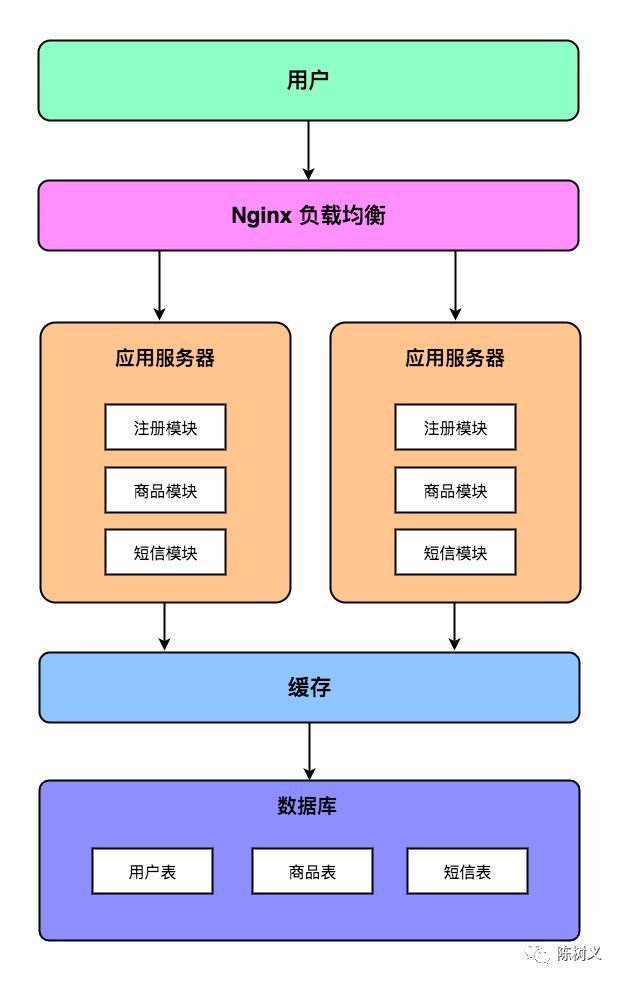 用户
Nginx 负载均衡
应用服务器
注册模块
商品模块
短信模块
应用服务器
注册模块
商品模块
短信模块
缓存
数据库
用户表
商品表
短信表
陈树义